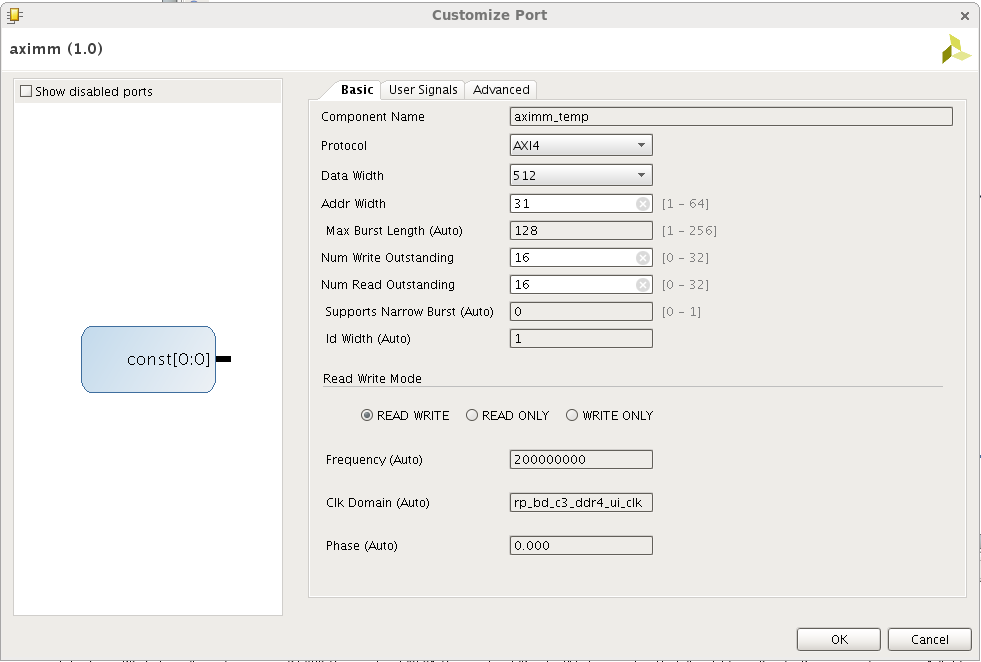 Customize Port
aximm (1.0)
Show disabled ports
const[0:0]
Basic User Signals Advanced
Component Name aximm_temp
Protocol AXI4
Data Width 512
Addr Width 31 [1 - 64]
Max Burst Length (Auto) 128 [1 - 256]
Num Write Outstanding 16 [0 - 32]
Num Read Outstanding 16 [0 - 32]
Supports Narrow Burst (Auto) 0 [0 - 1]
Id Width (Auto) 1
Read Write Mode
READ WRITE READ ONLY WRITE ONLY
Frequency (Auto) 200000000
Clk Domain (Auto) rp_bd_c3_ddr4_ui_clk
Phase (Auto) 0.000
OK Cancel